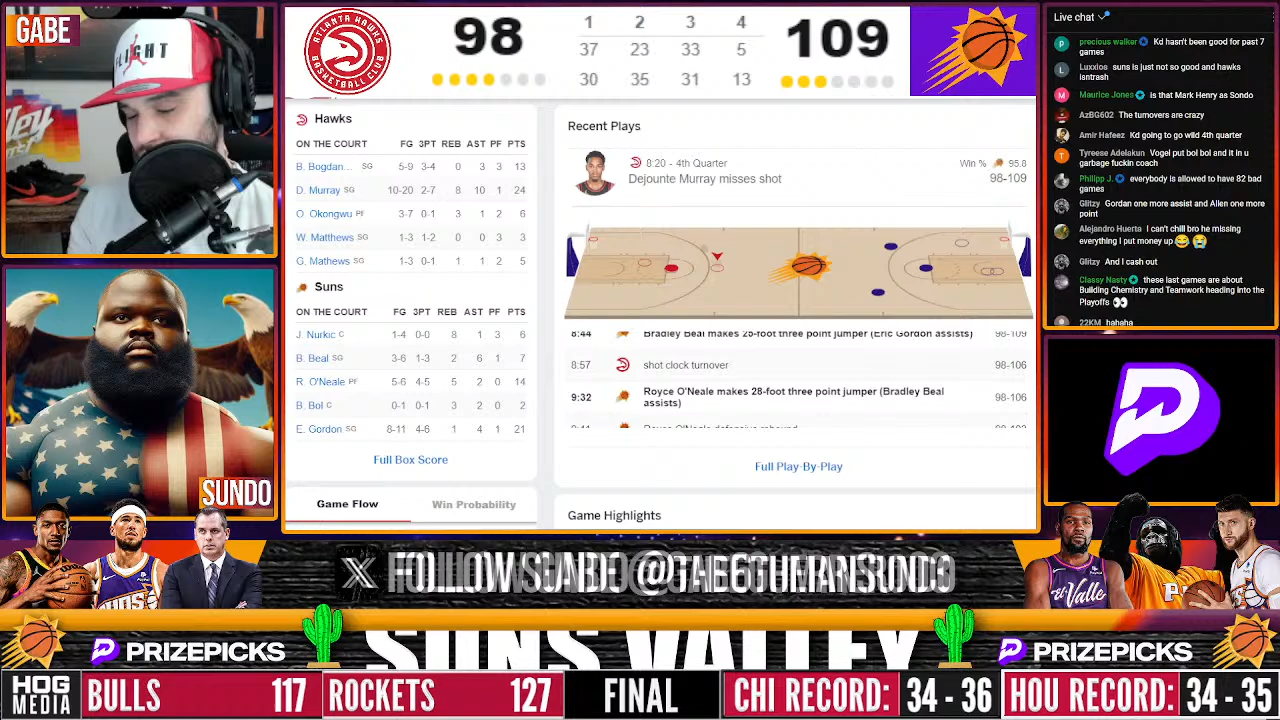 GABE
FLIGHT
SUNDO
ATLANTA HAWKS
BASKETBALL CLUB
98
1 2 3 4
37 23 33 5
30 35 31 13
109
Hawks
ON THE COURT FG 3PT REB AST PF PTS
B. Bogdan... SG 5-9 3-4 0 3 3 13
D. Murray SG 10-20 2-7 8 10 1 24
O. Okongwu PF 3-7 0-1 3 1 2 6
W. Matthews SG 1-3 1-2 0 0 3 3
G. Mathews SG 1-3 0-1 1 1 2 5
Suns
ON THE COURT FG 3PT REB AST PF PTS
J. Nurkic C 1-4 0-0 8 1 3 6
B. Beal SG 3-6 1-3 2 6 1 7
R. O'Neale PF 5-6 4-5 5 2 0 14
B. Bol C 0-1 0-1 3 2 0 2
E. Gordon SG 8-11 4-6 1 4 1 21
Full Box Score
Game Flow Win Probability
Recent Plays
8:20 - 4th Quarter Win % 95.8
Dejounte Murray misses shot 98-109
8:44 Bradley Beal makes 25-foot three point jumper (Eric Gordon assists) 98-109
8:57 shot clock turnover 98-106
9:32 Royce O'Neale makes 28-foot three point jumper (Bradley Beal
assists) 98-106
Full Play-By-Play
Game Highlights
Live chat
precious walker Kd hasn't been good for past 7
games
Luxxlos suns is just not so good and hawks
isntrash
Maurice Jones is that Mark Henry as Sondo
AzBG602 The turnovers are crazy
Amir Hafeez Kd going to go wild 4th quarter
Tyreese Adelakun Vogel put bol bol and it in u
garbage fukin coach
Philipp J. everybody is allowed to have 82 bad
games
Glitzy Gordan one more assist and Allen one more
point
Alejandro Huerta I can't chill bro he missing
everything i put money up😂😭
Glitzy And I cash out
Classy Nasty these last games are about
Building Chemistry and Teamwork heading into the
Playoffs 👀
22KM hahaha
SUNS VALLEY
PRIZEPICKS
PRIZEPICKS
HOG
MEDIA
BULLS 117 ROCKETS 127 FINAL CHI RECORD: 34 - 36 HOU RECORD: 34 - 35